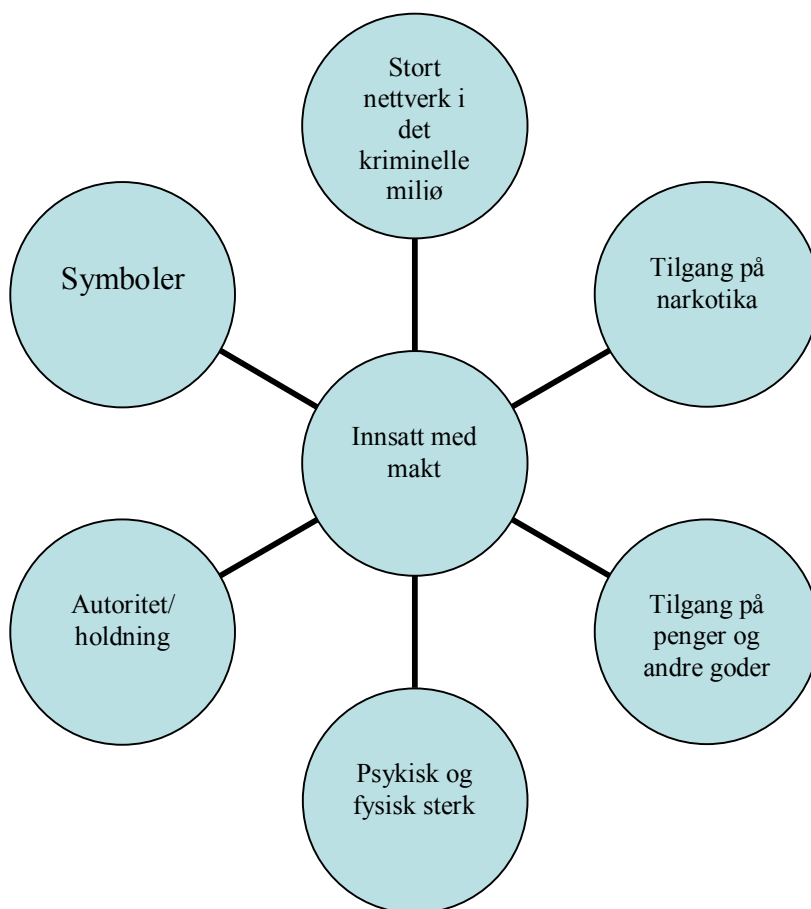 Stort
nettverk i
det
kriminelle
miljø
Symboler
Tilgang på
narkotika
Innsatt med
makt
Autoritet/
holdning
Tilgang på
penger og
andre goder
Psykisk og
fysisk sterk